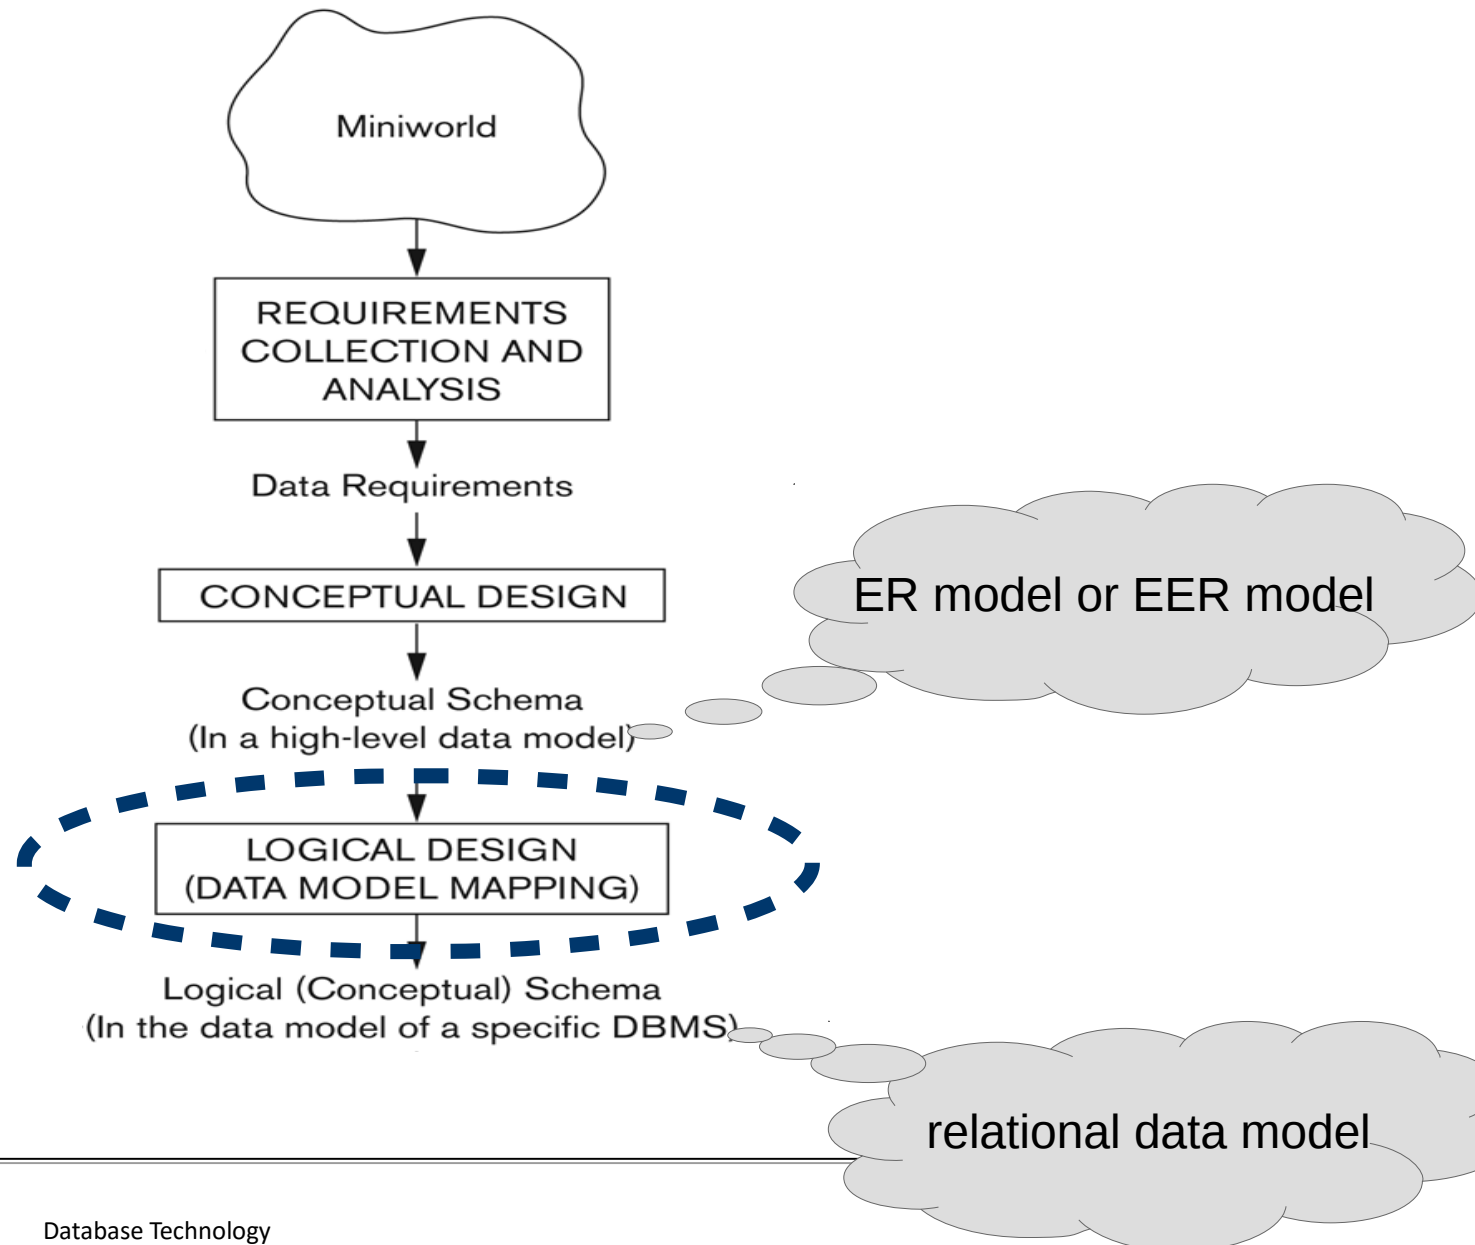 Miniworld
REQUIREMENTS
COLLECTION AND
ANALYSIS
Data Requirements
CONCEPTUAL DESIGN
ER model or EER model
Conceptual Schema
(In a high-level data model)
LOGICAL DESIGN
(DATA MODEL MAPPING)
Logical (Conceptual) Schema
(In the data model of a specific DBMS)
relational data model
Database Technology